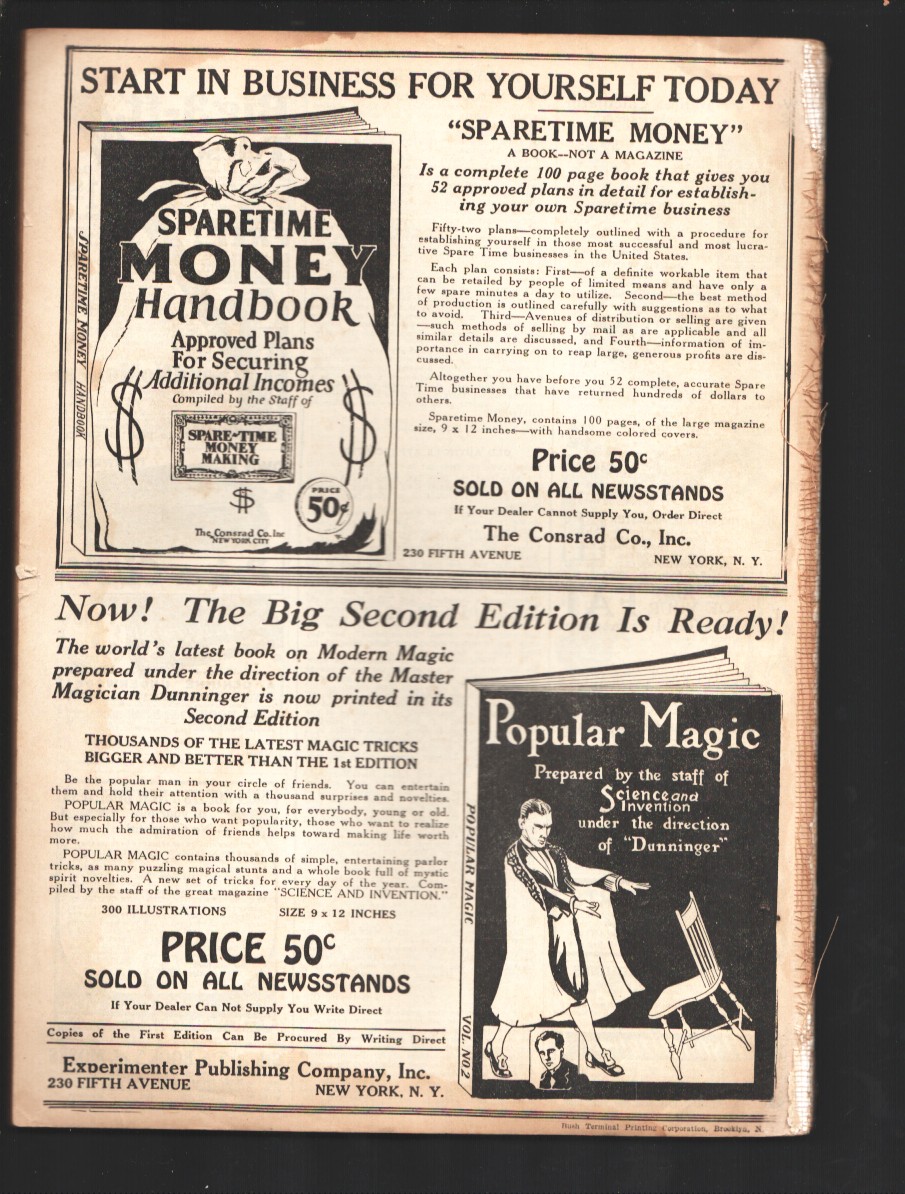 START IN BUSINESS FOR YOURSELF TODAY
SPARETIME MONEY HANDBOOK
SPARETIME
MONEY
Handbook
Approved Plans
For Securing
Additional Incomes
Compiled by the Staff of
SPARE-TIME
MONEY
MAKING
$
$
$
PRICE
50¢
The Consrad Co. Inc
NEW YORK CITY
"SPARETIME MONEY"
A BOOK--NOT A MAGAZINE
Is a complete 100 page book that gives you
52 approved plans in detail for establish-
ing your own Sparetime business
Fifty-two plans—completely outlined with a procedure for
establishing yourself in those most successful and most lucra-
tive Spare Time businesses in the United States.
Each plan consists: First—of a definite workable item that
can be retailed by people of limited means and have only a
few spare minutes a day to utilize. Second—the best method
of production is outlined carefully with suggestions as to what
to avoid. Third—Avenues of distribution or selling are given
—such methods of selling by mail as are applicable and all
similar details are discussed, and Fourth—information of im-
portance in carrying on to reap large, generous profits are dis-
cussed.
Altogether you have before you 52 complete, accurate Spare
Time businesses that have returned hundreds of dollars to
others.
Sparetime Money, contains 100 pages, of the large magazine
size, 9 x 12 inches—with handsome colored covers.
Price 50c
SOLD ON ALL NEWSSTANDS
If Your Dealer Cannot Supply You, Order Direct
The Consrad Co., Inc.
230 FIFTH AVENUE NEW YORK, N. Y.
Now! The Big Second Edition Is Ready!
The world's latest book on Modern Magic
prepared under the direction of the Master
Magician Dunninger is now printed in its
Second Edition
THOUSANDS OF THE LATEST MAGIC TRICKS
BIGGER AND BETTER THAN THE 1st EDITION
Be the popular man in your circle of friends. You can entertain
them and hold their attention with a thousand surprises and novelties.
POPULAR MAGIC is a book for you, for everybody, young or old.
But especially for those who want popularity, those who want to realize
how much the admiration of friends helps toward making life worth
more.
POPULAR MAGIC contains thousands of simple, entertaining parlor
tricks, as many puzzling magical stunts and a whole book full of mystic
spirit novelties. A new set of tricks for every day of the year. Com-
piled by the staff of the great magazine "SCIENCE AND INVENTION."
300 ILLUSTRATIONS SIZE 9 x 12 INCHES
PRICE 50c
SOLD ON ALL NEWSSTANDS
If Your Dealer Can Not Supply You Write Direct
Copies of the First Edition Can Be Procured By Writing Direct
Experimenter Publishing Company, Inc.
230 FIFTH AVENUE NEW YORK, N. Y.
POPULAR MAGIC VOL. NO.2
Popular Magic
Prepared by the staff of
Science and
Invention
under the direction
of "Dunninger"
Bush Terminal Printing Corporation, Brooklyn, N.